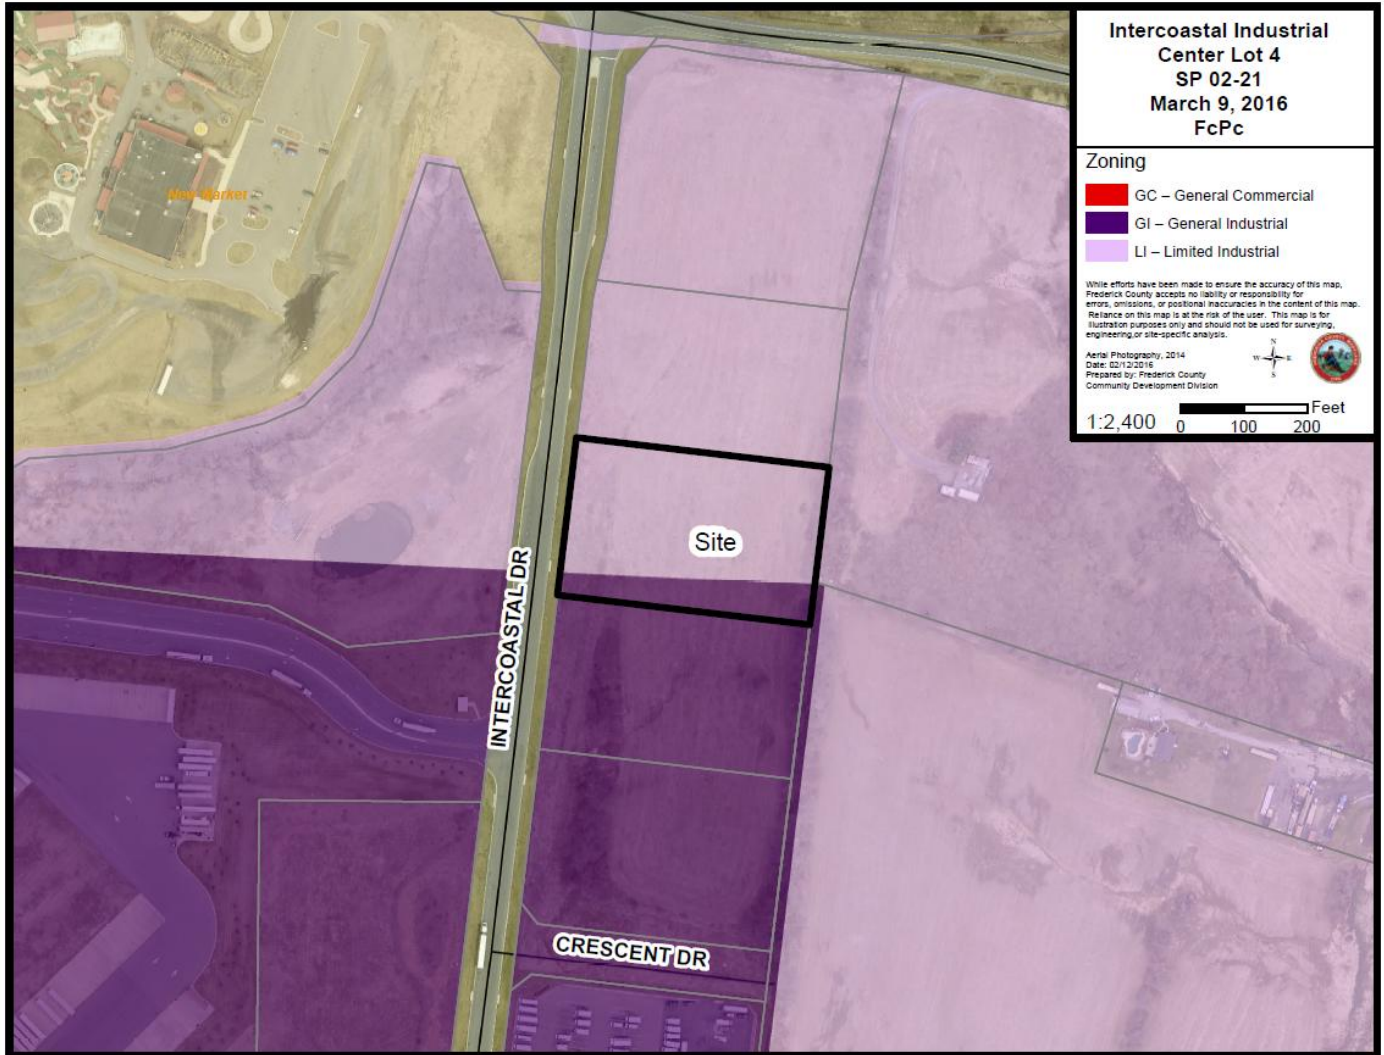 Intercoastal Industrial
Center Lot 4
SP 02-21
March 9, 2016
FcPc
Zoning
GC – General Commercial
GI – General Industrial
LI – Limited Industrial
While efforts have been made to ensure the accuracy of this map,
Frederick County accepts no liability or responsibility for
errors, omissions, or positional inaccuracies in the content of this map.
Reliance on this map is at the risk of the user. This map is for
illustration purposes only and should not be used for surveying,
engineering,or site-specific analysis.
N
W E
S
Aerial Photography, 2014
Date: 02/12/2016
Prepared by: Frederick County
Community Development Division
1:2,400
Feet
0 100 200
New Market
Site
INTERCOASTAL DR
CRESCENT DR